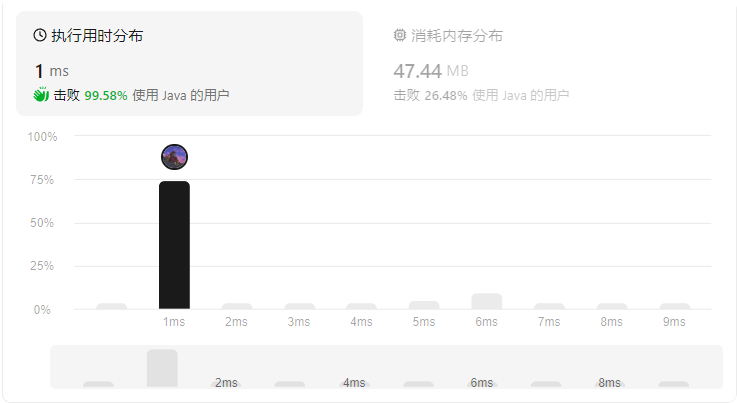 执行用时分布
1 ms
击败 99.58% 使用 Java 的用户
消耗内存分布
47.44 MB
击败 26.48% 使用 Java 的用户
100%
75%
50%
25%
0%
1ms 2ms 3ms 4ms 5ms 6ms 7ms 8ms 9ms
2ms 4ms 6ms 8ms